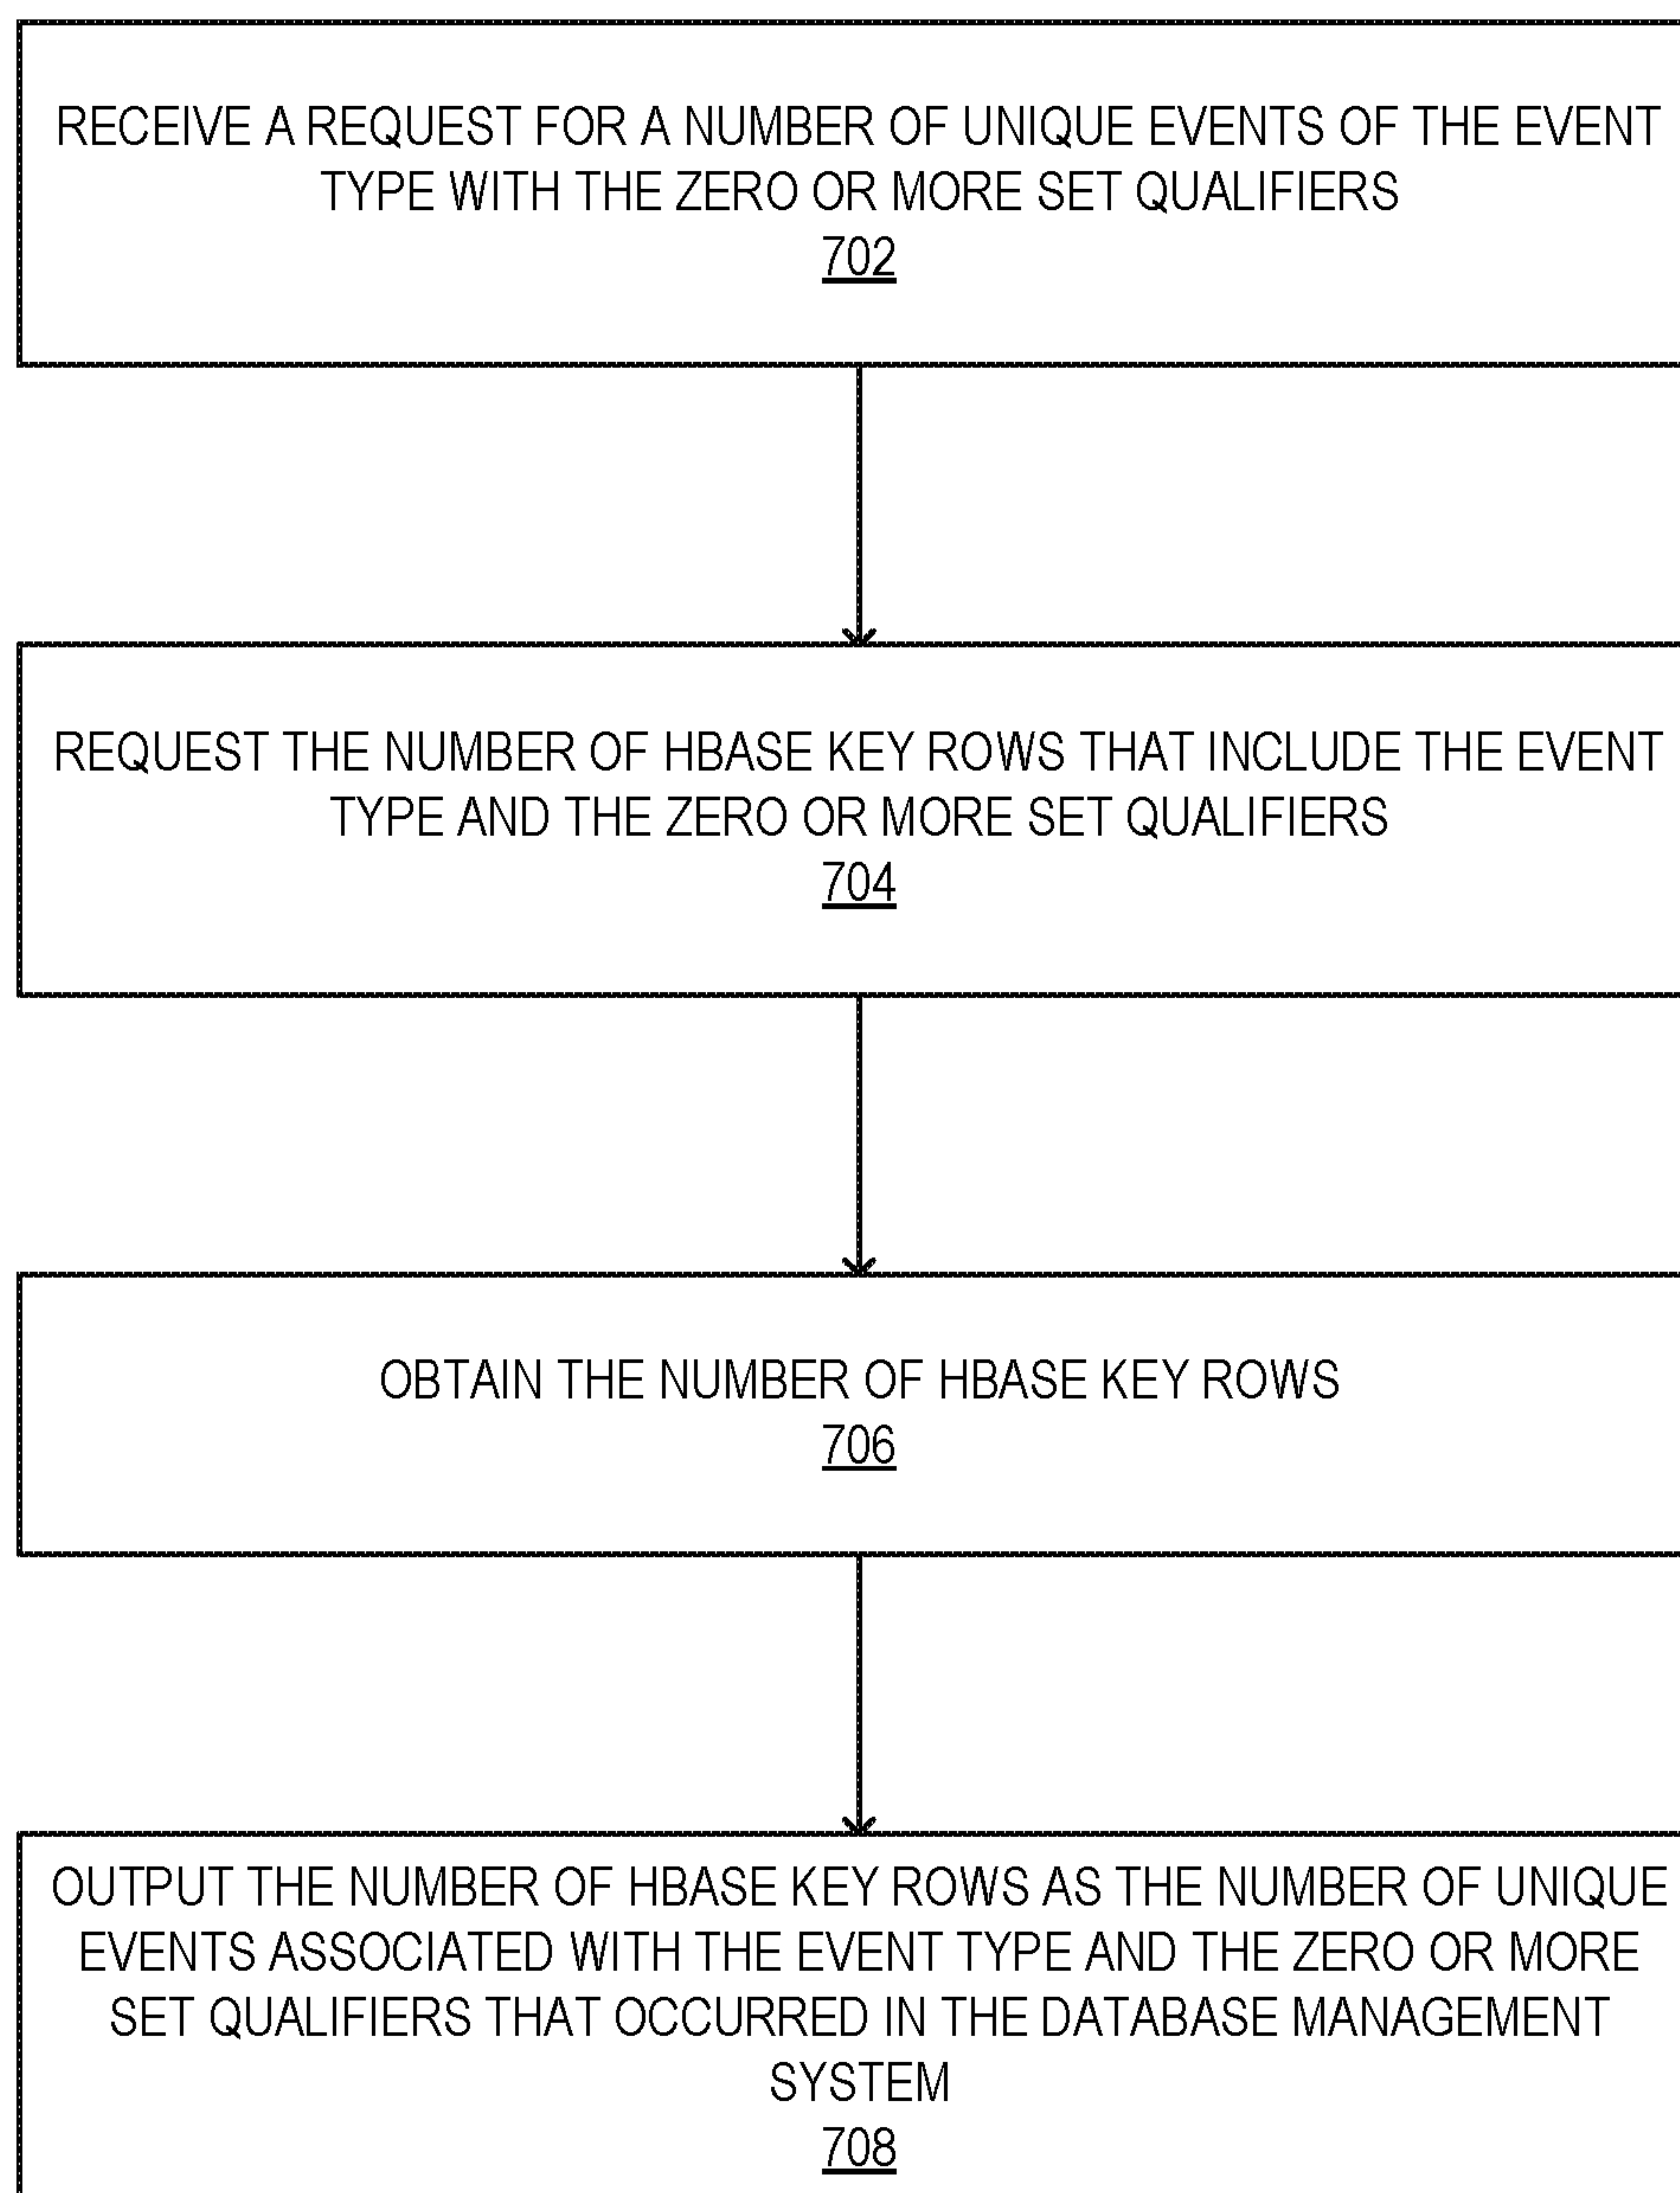 RECEIVE A REQUEST FOR A NUMBER OF UNIQUE EVENTS OF THE EVENT
TYPE WITH THE ZERO OR MORE SET QUALIFIERS
702
REQUEST THE NUMBER OF HBASE KEY ROWS THAT INCLUDE THE EVENT
TYPE AND THE ZERO OR MORE SET QUALIFIERS
704
OBTAIN THE NUMBER OF HBASE KEY ROWS
706
OUTPUT THE NUMBER OF HBASE KEY ROWS AS THE NUMBER OF UNIQUE
EVENTS ASSOCIATED WITH THE EVENT TYPE AND THE ZERO OR MORE
SET QUALIFIERS THAT OCCURRED IN THE DATABASE MANAGEMENT
SYSTEM
708